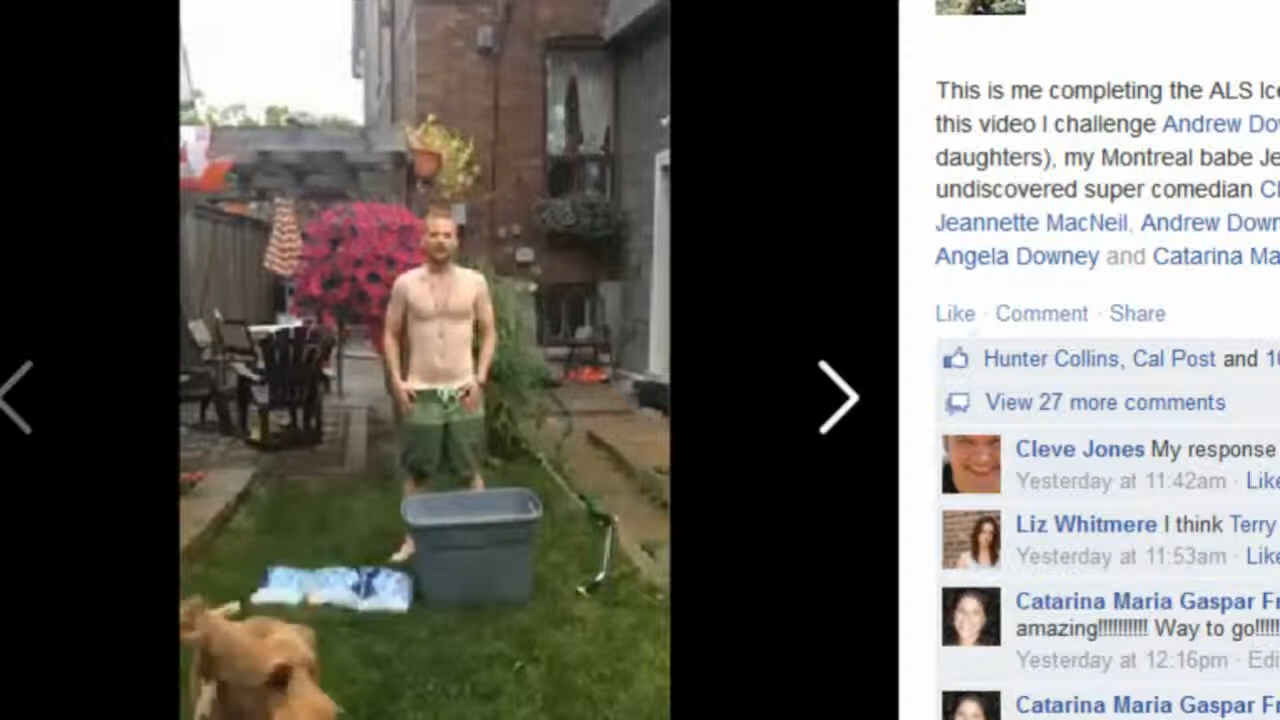 This is me completing the ALS Ice
this video I challenge Andrew Dow
daughters), my Montreal babe Je
undiscovered super comedian Cl
Jeannette MacNeil, Andrew Down
Angela Downey and Catarina Ma
Like · Comment · Share
Hunter Collins, Cal Post and 1
View 27 more comments
Cleve Jones My response
Yesterday at 11:42am · Like
Liz Whitmere I think Terry
Yesterday at 11:53am · Like
Catarina Maria Gaspar Fr
amazing!!!!!!!!!! Way to go!!!!!
Yesterday at 12:16pm · Edi
Catarina Maria Gaspar Fr